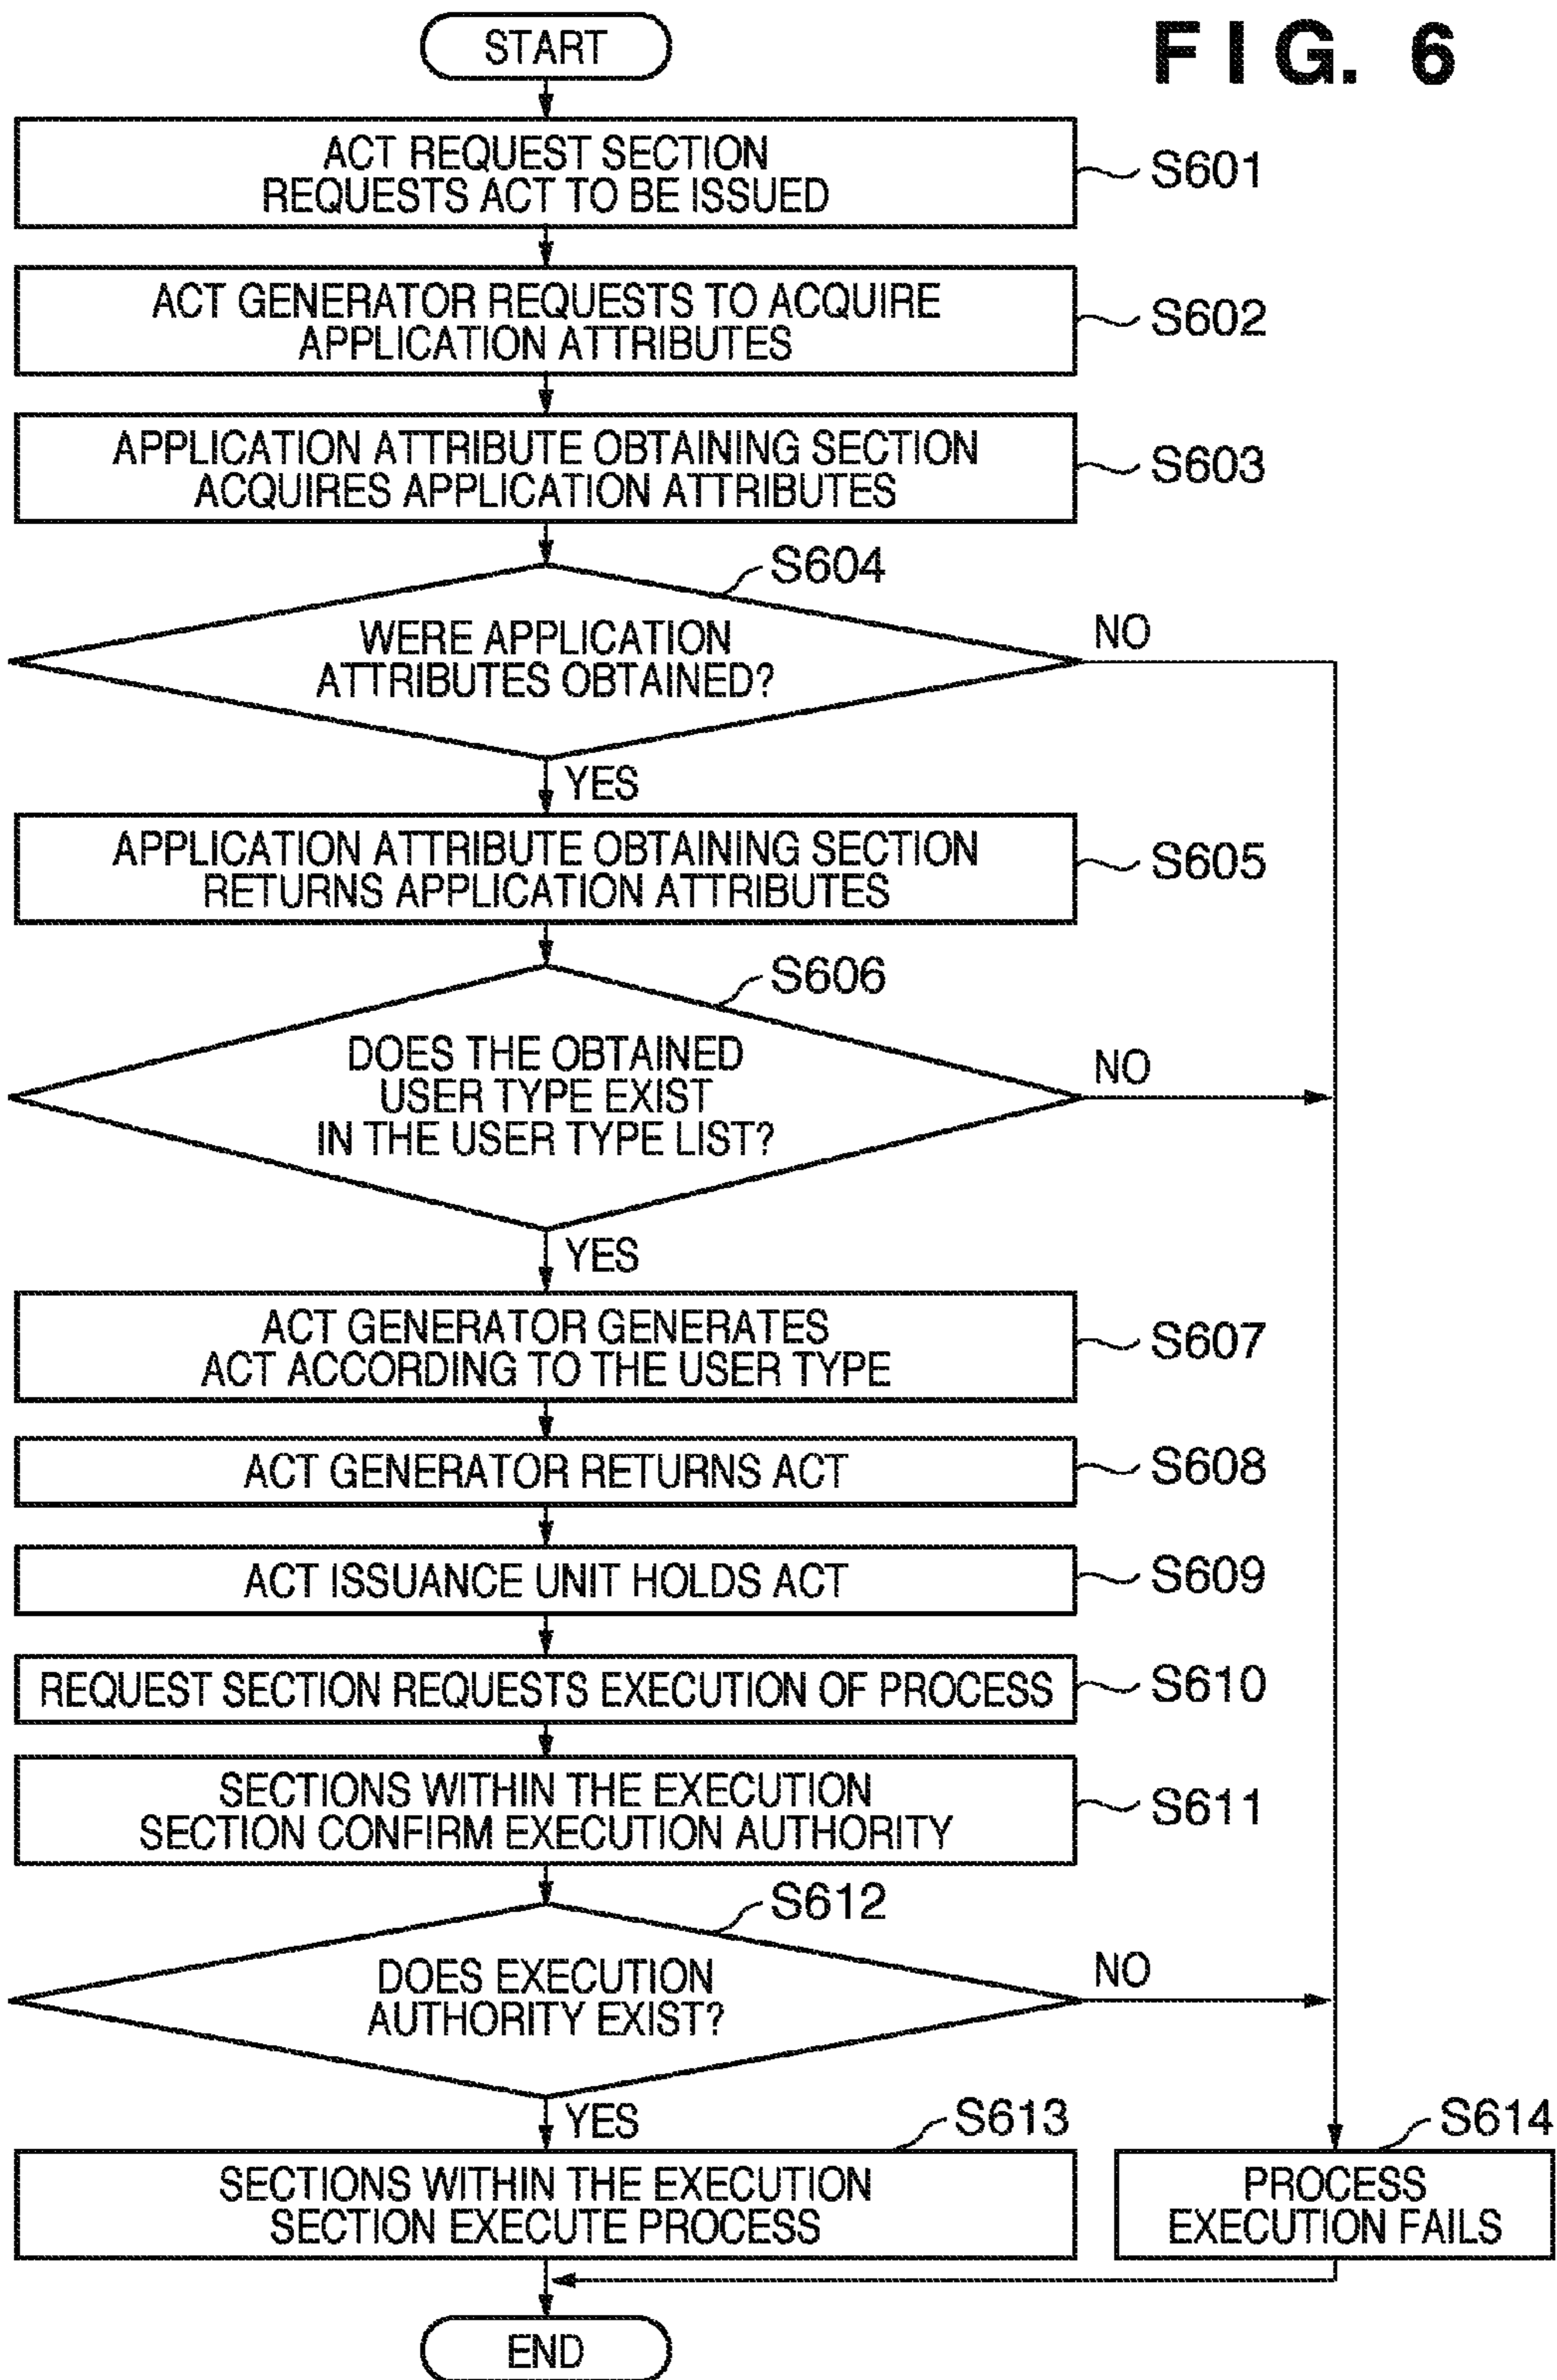 FIG. 6
START
ACT REQUEST SECTION
REQUESTS ACT TO BE ISSUED
S601
ACT GENERATOR REQUESTS TO ACQUIRE
APPLICATION ATTRIBUTES
S602
APPLICATION ATTRIBUTE OBTAINING SECTION
ACQUIRES APPLICATION ATTRIBUTES
S603
S604
WERE APPLICATION
ATTRIBUTES OBTAINED?
NO
YES
APPLICATION ATTRIBUTE OBTAINING SECTION
RETURNS APPLICATION ATTRIBUTES
S605
S606
DOES THE OBTAINED
USER TYPE EXIST
IN THE USER TYPE LIST?
NO
YES
ACT GENERATOR GENERATES
ACT ACCORDING TO THE USER TYPE
S607
ACT GENERATOR RETURNS ACT
S608
ACT ISSUANCE UNIT HOLDS ACT
S609
REQUEST SECTION REQUESTS EXECUTION OF PROCESS
S610
SECTIONS WITHIN THE EXECUTION
SECTION CONFIRM EXECUTION AUTHORITY
S611
S612
DOES EXECUTION
AUTHORITY EXIST?
NO
YES
S613
SECTIONS WITHIN THE EXECUTION
SECTION EXECUTE PROCESS
S614
PROCESS
EXECUTION FAILS
END